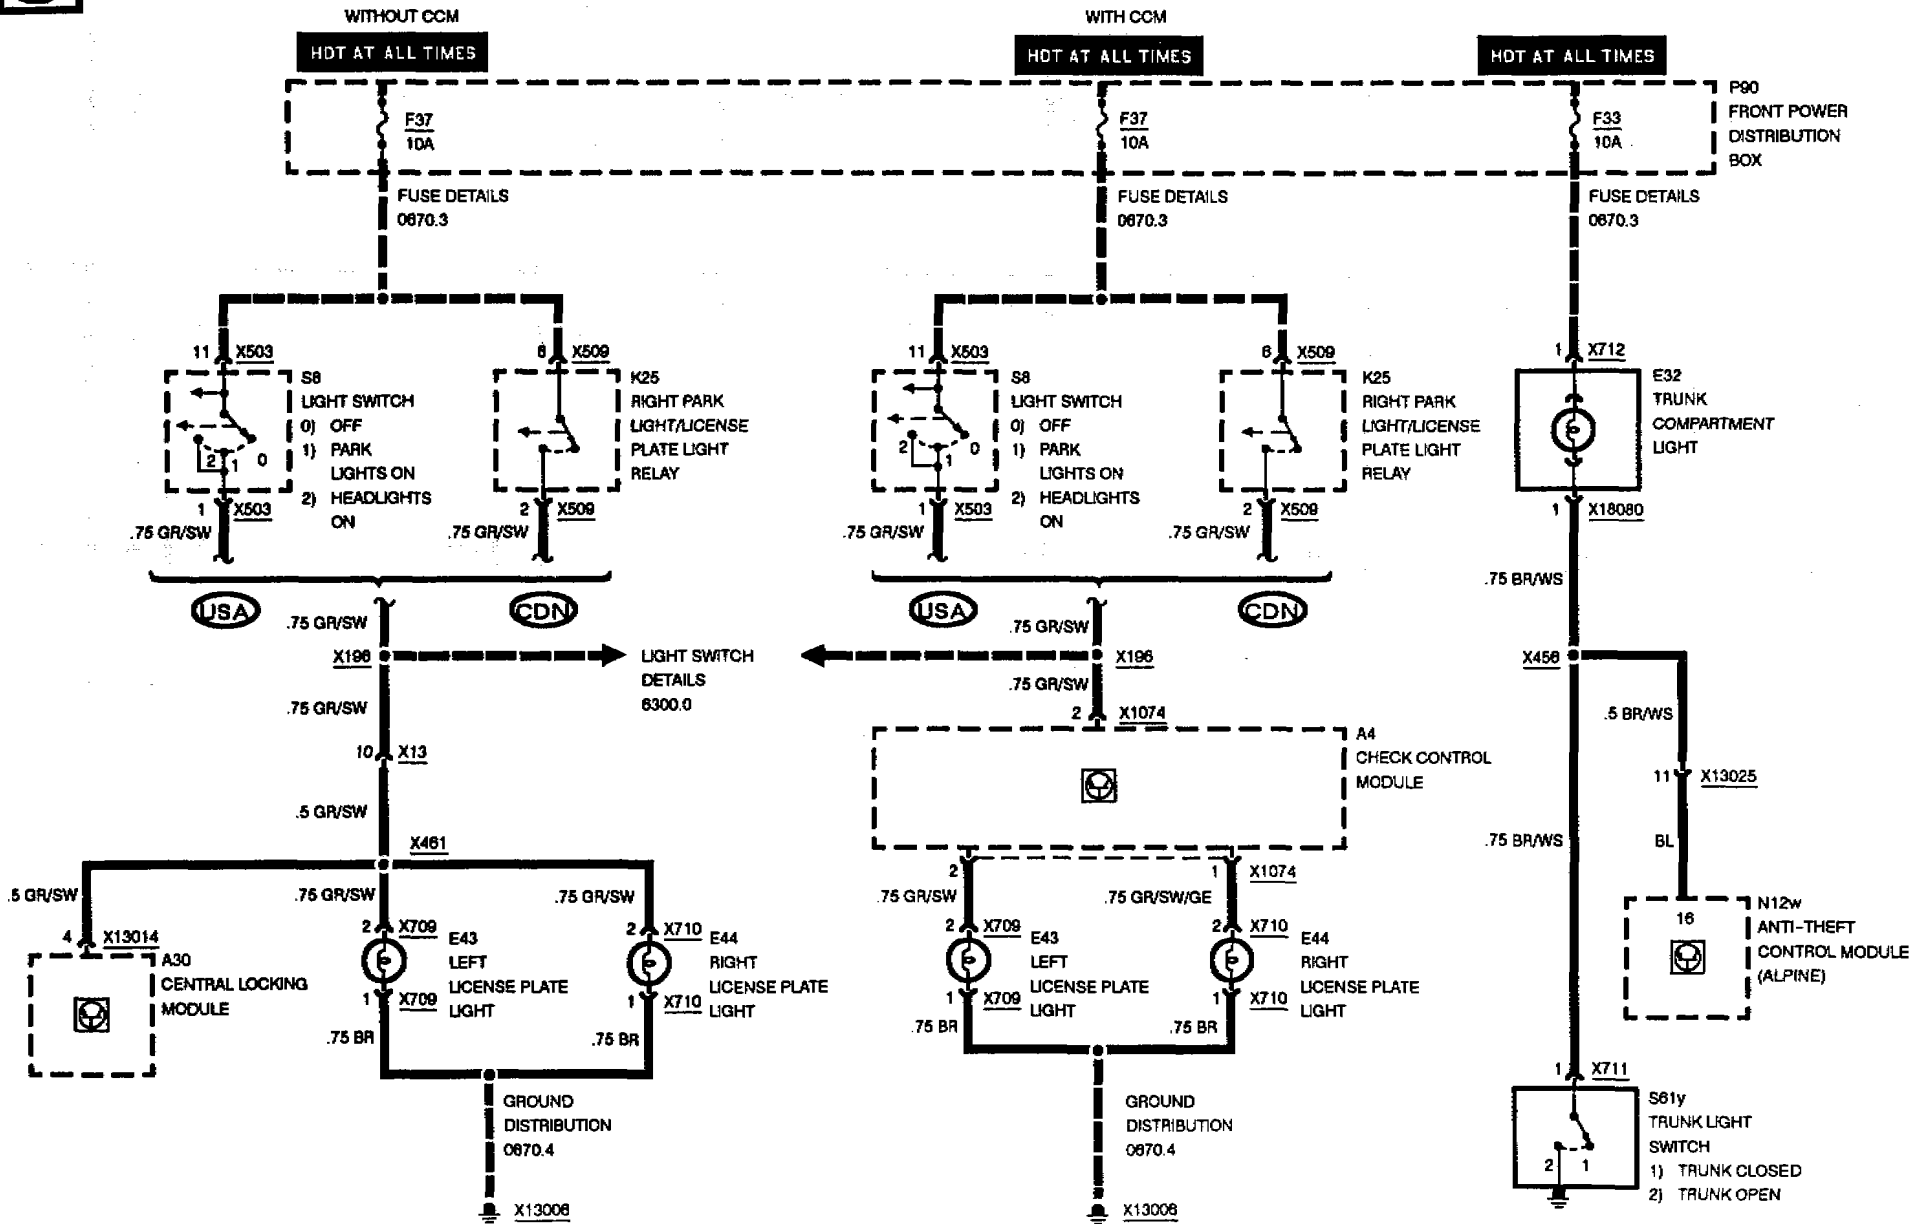 WITHOUT CCM
HOT AT ALL TIMES
WITH CCM
HOT AT ALL TIMES
HOT AT ALL TIMES
F37
10A
F37
10A
F33
10A
P90
FRONT POWER
DISTRIBUTION
BOX
FUSE DETAILS
0670.3
FUSE DETAILS
0670.3
FUSE DETAILS
0670.3
11 X503
S8
LIGHT SWITCH
0) OFF
1) PARK
LIGHTS ON
2) HEADLIGHTS
ON
2 1 0
1 X503
.75 GR/SW
6 X509
K25
RIGHT PARK
LIGHT/LICENSE
PLATE LIGHT
RELAY
2 X509
.75 GR/SW
11 X503
S8
LIGHT SWITCH
0) OFF
1) PARK
LIGHTS ON
2) HEADLIGHTS
ON
2 1 0
1 X503
.75 GR/SW
6 X509
K25
RIGHT PARK
LIGHT/LICENSE
PLATE LIGHT
RELAY
2 X509
.75 GR/SW
1 X712
E32
TRUNK
COMPARTMENT
LIGHT
1 X18080
.75 BR/WS
USA
CDN
USA
CDN
.75 GR/SW
X196
LIGHT SWITCH
DETAILS
6300.0
.75 GR/SW
10 X13
.5 GR/SW
X461
.5 GR/SW
.75 GR/SW
.75 GR/SW
4 X13014
A30
CENTRAL LOCKING
MODULE
2 X709
E43
LEFT
LICENSE PLATE
LIGHT
1 X709
.75 BR
2 X710
E44
RIGHT
LICENSE PLATE
LIGHT
1 X710
.75 BR
GROUND
DISTRIBUTION
0670.4
X13006
.75 GR/SW
X196
.75 GR/SW
2 X1074
A4
CHECK CONTROL
MODULE
2
1 X1074
.75 GR/SW
.75 GR/SW/GE
2 X709
E43
LEFT
LICENSE PLATE
LIGHT
1 X709
.75 BR
2 X710
E44
RIGHT
LICENSE PLATE
LIGHT
1 X710
.75 BR
GROUND
DISTRIBUTION
0670.4
X13006
X456
.5 BR/WS
11 X13025
.75 BR/WS
BL
16
N12w
ANTI-THEFT
CONTROL MODULE
(ALPINE)
1 X711
S61y
TRUNK LIGHT
SWITCH
1) TRUNK CLOSED
2) TRUNK OPEN
2 1